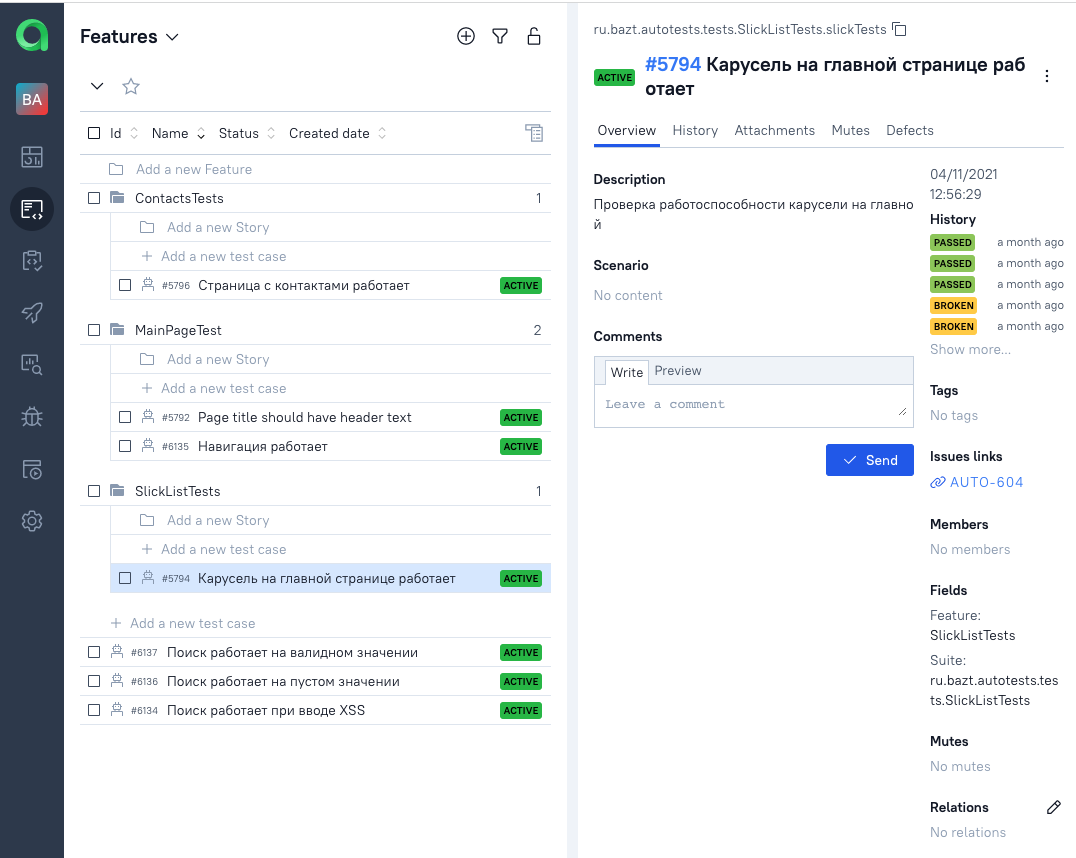 BA
Features
Id Name Status Created date
Add a new Feature
ContactsTests 1
Add a new Story
Add a new test case
#5796 Страница с контактами работает ACTIVE
MainPageTest 2
Add a new Story
Add a new test case
#5792 Page title should have header text ACTIVE
#6135 Навигация работает ACTIVE
SlickListTests 1
Add a new Story
Add a new test case
#5794 Карусель на главной странице работает ACTIVE
Add a new test case
#6137 Поиск работает на валидном значении ACTIVE
#6136 Поиск работает на пустом значении ACTIVE
#6134 Поиск работает при вводе XSS ACTIVE
ru.bazt.autotests.tests.SlickListTests.slickTests
ACTIVE #5794 Карусель на главной странице раб
отает
Overview History Attachments Mutes Defects
Description
Проверка работоспособности карусели на главно
й
Scenario
No content
Comments
Write Preview
Leave a comment
Send
04/11/2021
12:56:29
History
PASSED a month ago
PASSED a month ago
PASSED a month ago
BROKEN a month ago
BROKEN a month ago
Show more...
Tags
No tags
Issues links
AUTO-604
Members
No members
Fields
Feature:
SlickListTests
Suite:
ru.bazt.autotests.tes
ts.SlickListTests
Mutes
No mutes
Relations
No relations